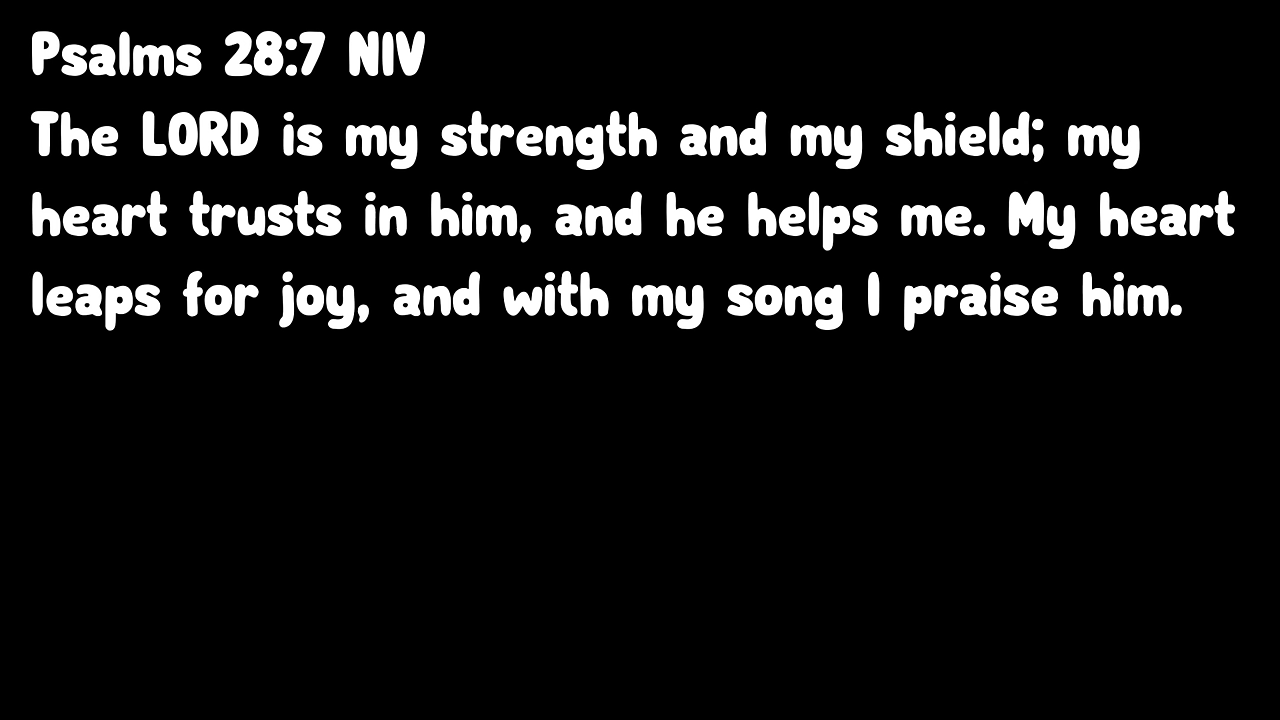 Psalms 28:7 NIV
The LORD is my strength and my shield; my
heart trusts in him, and he helps me. My heart
leaps for joy, and with my song I praise him.